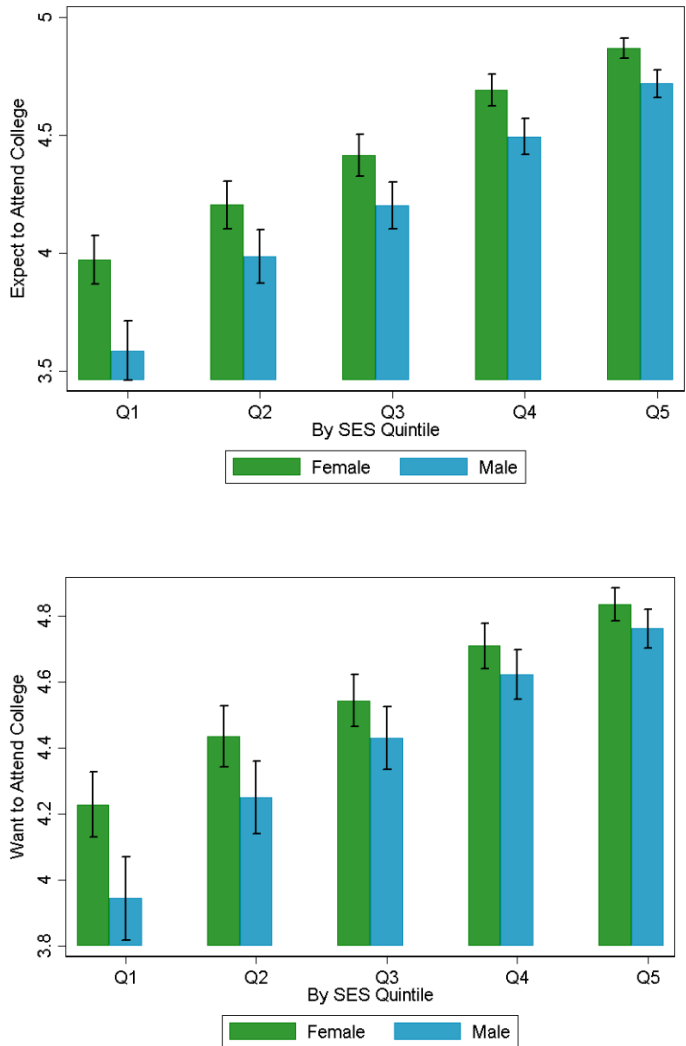 Expect to Attend College
5
4.5
4
3.5
Q1 Q2 Q3 Q4 Q5
By SES Quintile
Female Male
Want to Attend College
4.8
4.6
4.4
4.2
4
3.8
Q1 Q2 Q3 Q4 Q5
By SES Quintile
Female Male